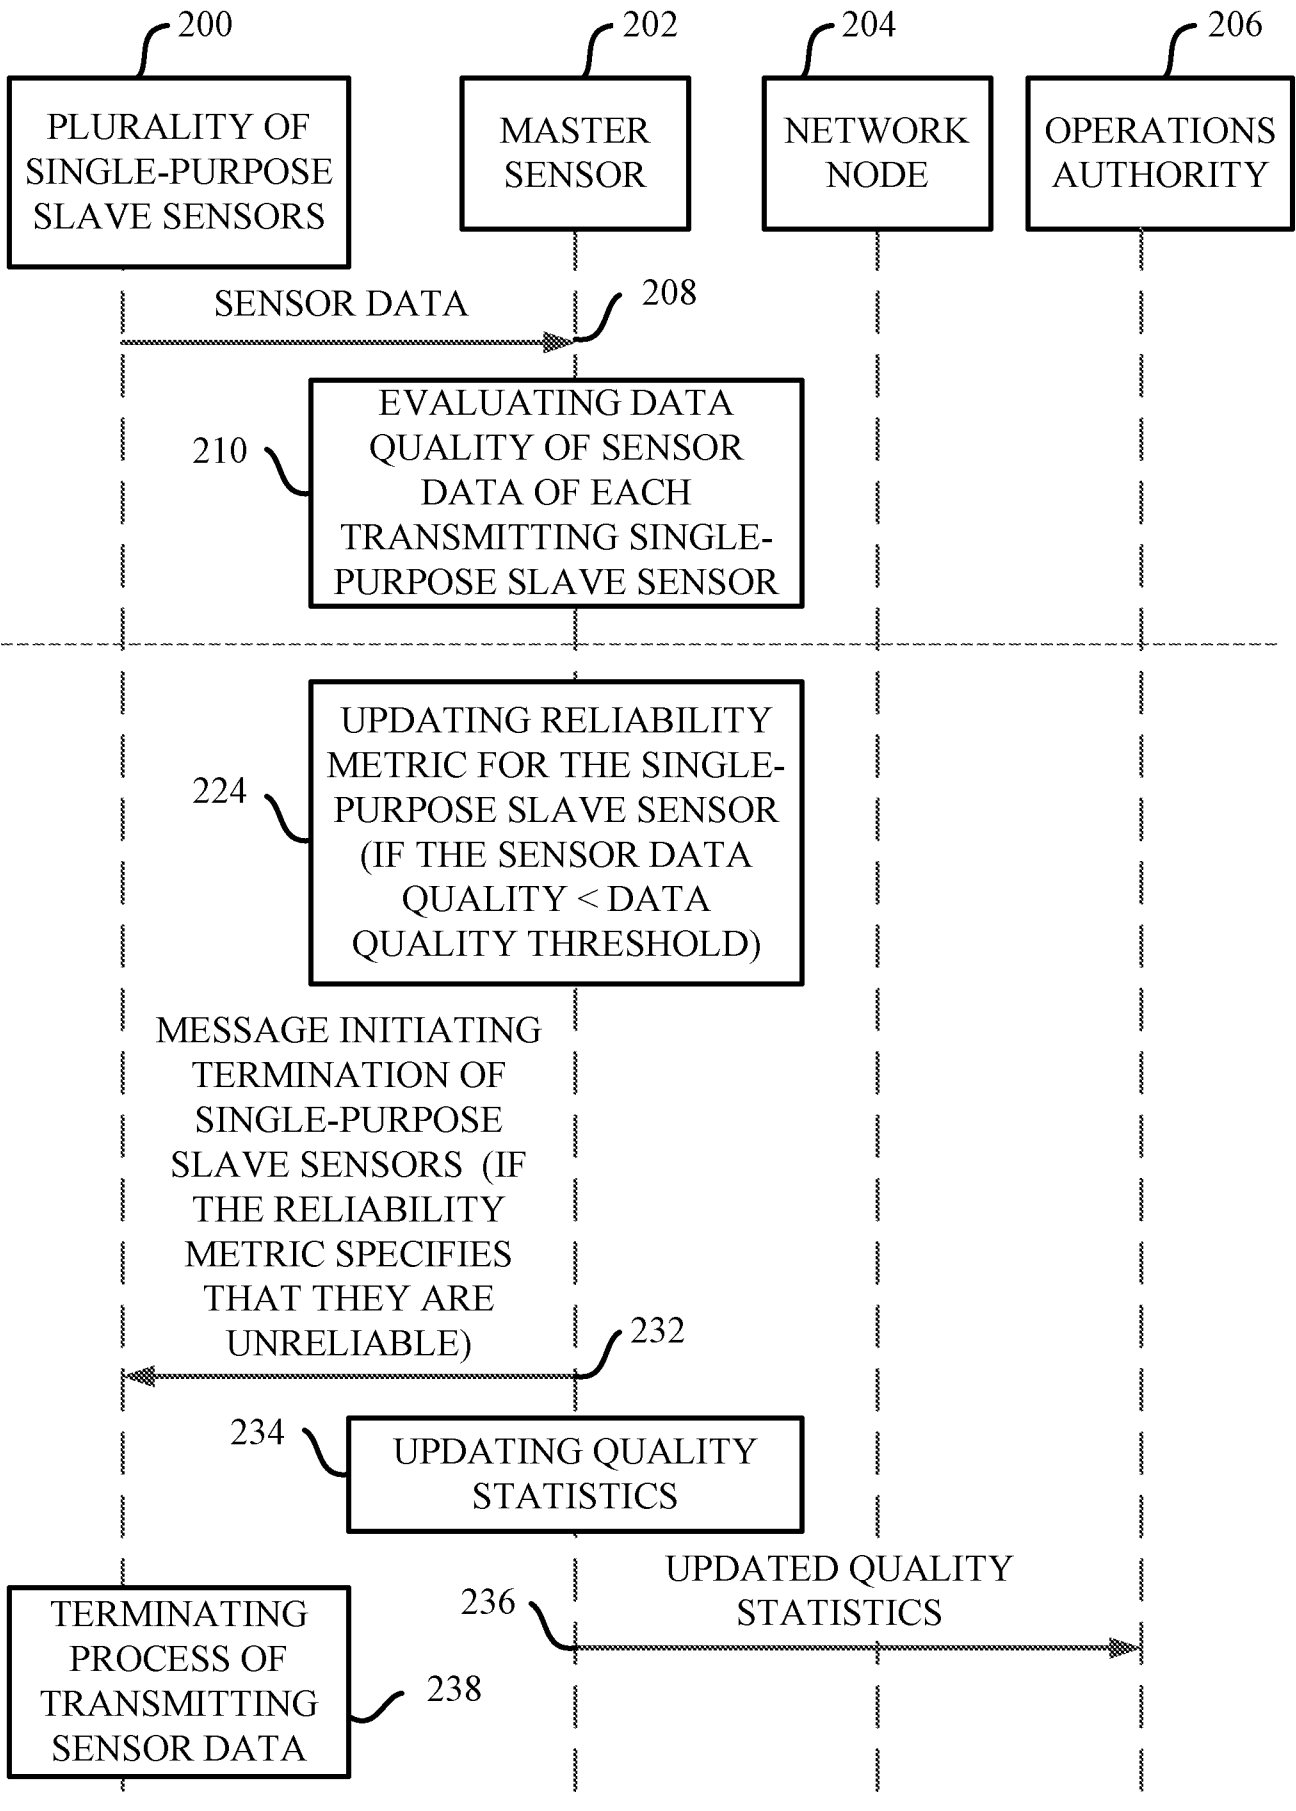 200
202
204
206
PLURALITY OF
SINGLE-PURPOSE
SLAVE SENSORS
MASTER
SENSOR
NETWORK
NODE
OPERATIONS
AUTHORITY
SENSOR DATA
208
210
EVALUATING DATA
QUALITY OF SENSOR
DATA OF EACH
TRANSMITTING SINGLE-
PURPOSE SLAVE SENSOR
224
UPDATING RELIABILITY
METRIC FOR THE SINGLE-
PURPOSE SLAVE SENSOR
(IF THE SENSOR DATA
QUALITY < DATA
QUALITY THRESHOLD)
MESSAGE INITIATING
TERMINATION OF
SINGLE-PURPOSE
SLAVE SENSORS (IF
THE RELIABILITY
METRIC SPECIFIES
THAT THEY ARE
UNRELIABLE)
232
234
UPDATING QUALITY
STATISTICS
UPDATED QUALITY
STATISTICS
236
TERMINATING
PROCESS OF
TRANSMITTING
SENSOR DATA
238